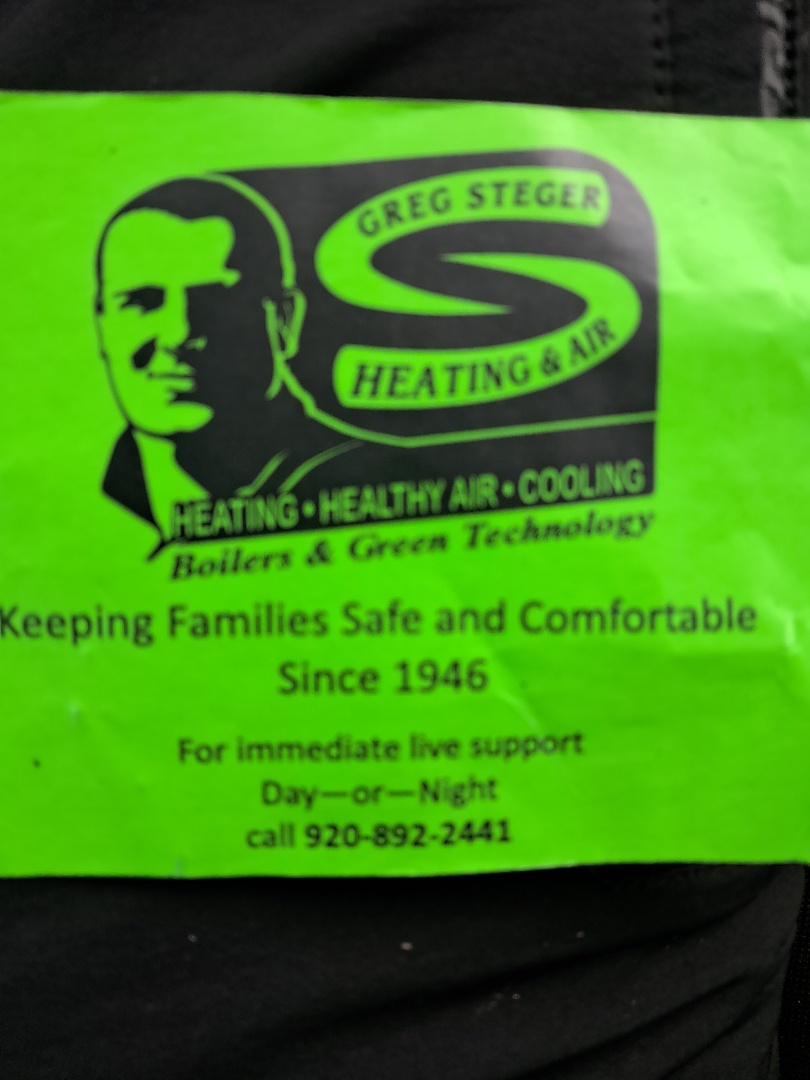 GREG STEGER
HEATING & AIR
HEATING • HEALTHY AIR • COOLING
Boilers & Green Technology
Keeping Families Safe and Comfortable
Since 1946
For immediate live support
Day—or—Night
call 920-892-2441